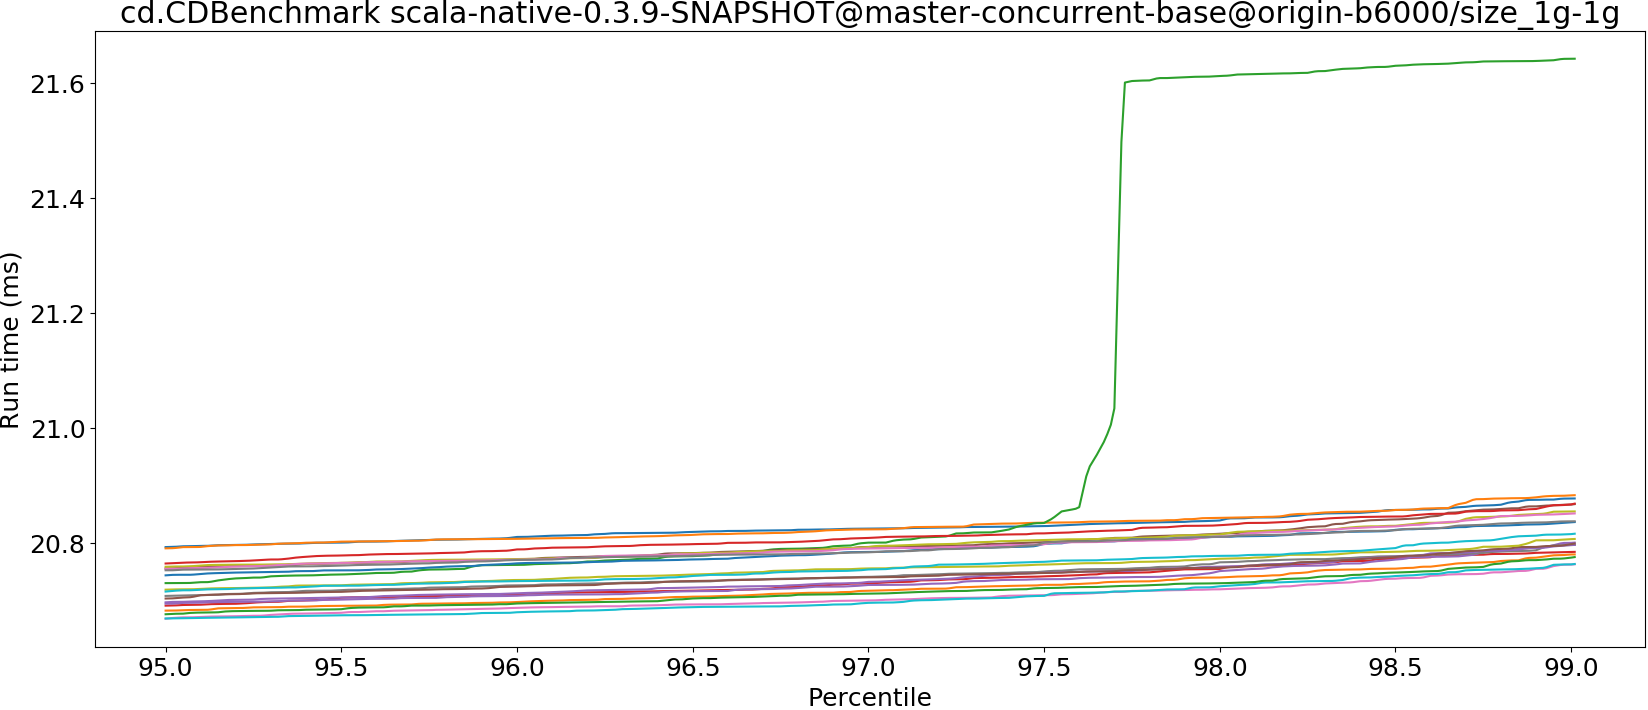 cd.CDBenchmark scala-native-0.3.9-SNAPSHOT@master-concurrent-base@origin-b6000/size_1g-1g
21.6
21.4
21.2
21.0
20.8
Run time (ms)
95.0 95.5 96.0 96.5 97.0 97.5 98.0 98.5 99.0
Percentile